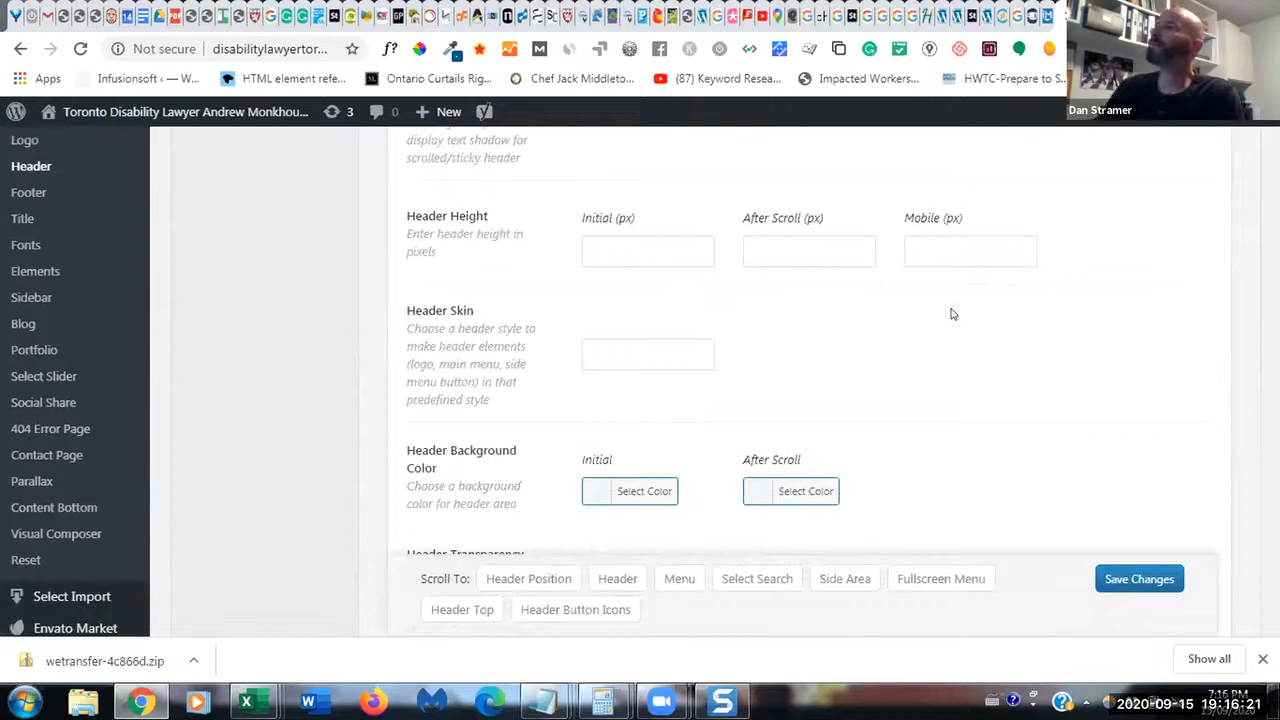 Not secure
disabilitylawyertor...
f?
Apps
Infusionsoft < — W...
HTML element refe...
Ontario Curtails Rig...
Chef Jack Middleto...
(87) Keyword Resea...
Impacted Workers...
HWTC-Prepare to S...
Dan Stramer
Toronto Disability Lawyer Andrew Monkhou...
3
0
New
Logo
Header
Footer
Title
Fonts
Elements
Sidebar
Blog
Portfolio
Select Slider
Social Share
404 Error Page
Contact Page
Parallax
Content Bottom
Visual Composer
Reset
Select Import
Envato Market
display text shadow for
scrolled/sticky header
Header Height
Enter header height in
pixels
Initial (px)
After Scroll (px)
Mobile (px)
Header Skin
Choose a header style to
make header elements
(logo, main menu, side
menu button) in that
predefined style
Header Background
Color
Choose a background
color for header area
Initial
After Scroll
Select Color
Select Color
Header Transparency
Scroll To:
Header Position
Header
Menu
Select Search
Side Area
Fullscreen Menu
Header Top
Header Button Icons
Save Changes
wetransfer-4c866d.zip
Show all
7:16 PM
2020-09-15 19:16:21